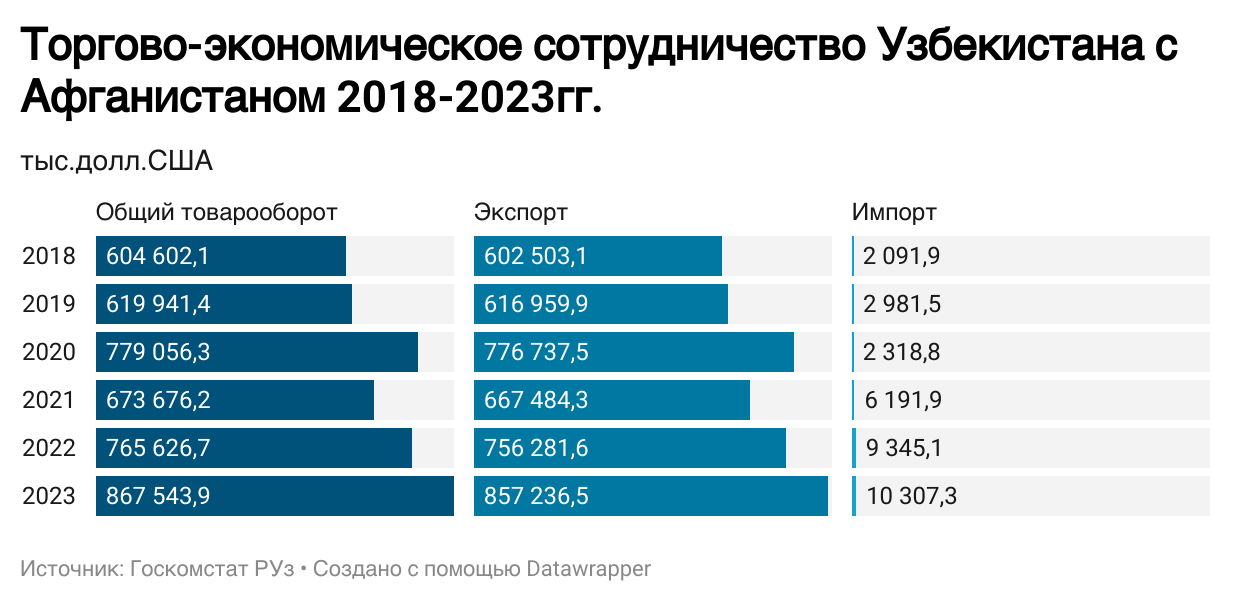 Торгово-экономическое сотрудничество Узбекистана с
Афганистаном 2018-2023гг.
тыс.долл.США
Общий товарооборот Экспорт Импорт
2018 604 602,1 602 503,1 2 091,9
2019 619 941,4 616 959,9 2 981,5
2020 779 056,3 776 737,5 2 318,8
2021 673 676,2 667 484,3 6 191,9
2022 765 626,7 756 281,6 9 345,1
2023 867 543,9 857 236,5 10 307,3
Источник: Госкомстат РУз • Создано с помощью Datawrapper